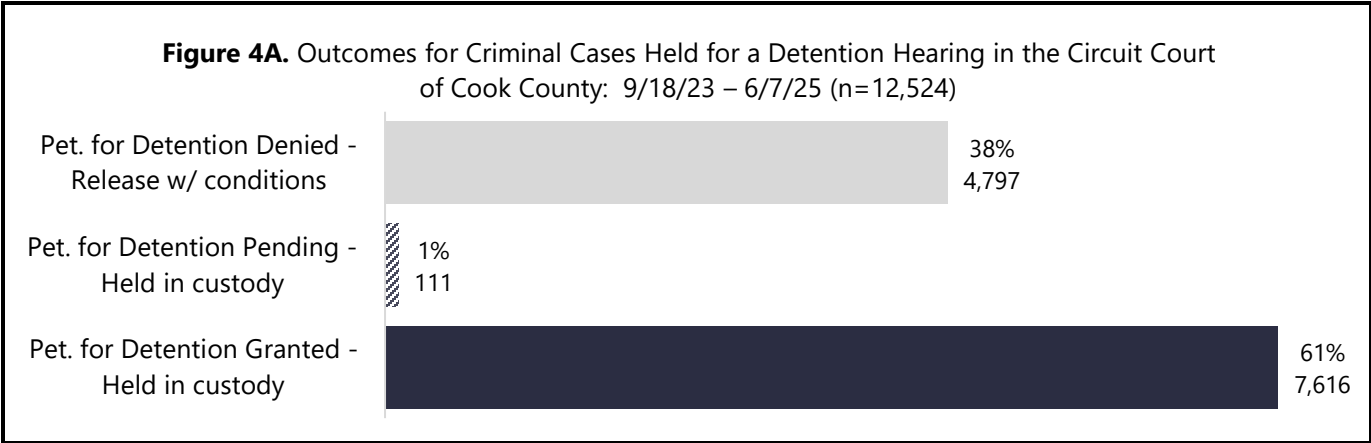 Figure 4A. Outcomes for Criminal Cases Held for a Detention Hearing in the Circuit Court
of Cook County:  9/18/23 – 6/7/25 (n=12,524)
Pet. for Detention Denied -
Release w/ conditions
38%
4,797
Pet. for Detention Pending -
Held in custody
1%
111
Pet. for Detention Granted -
Held in custody
61%
7,616